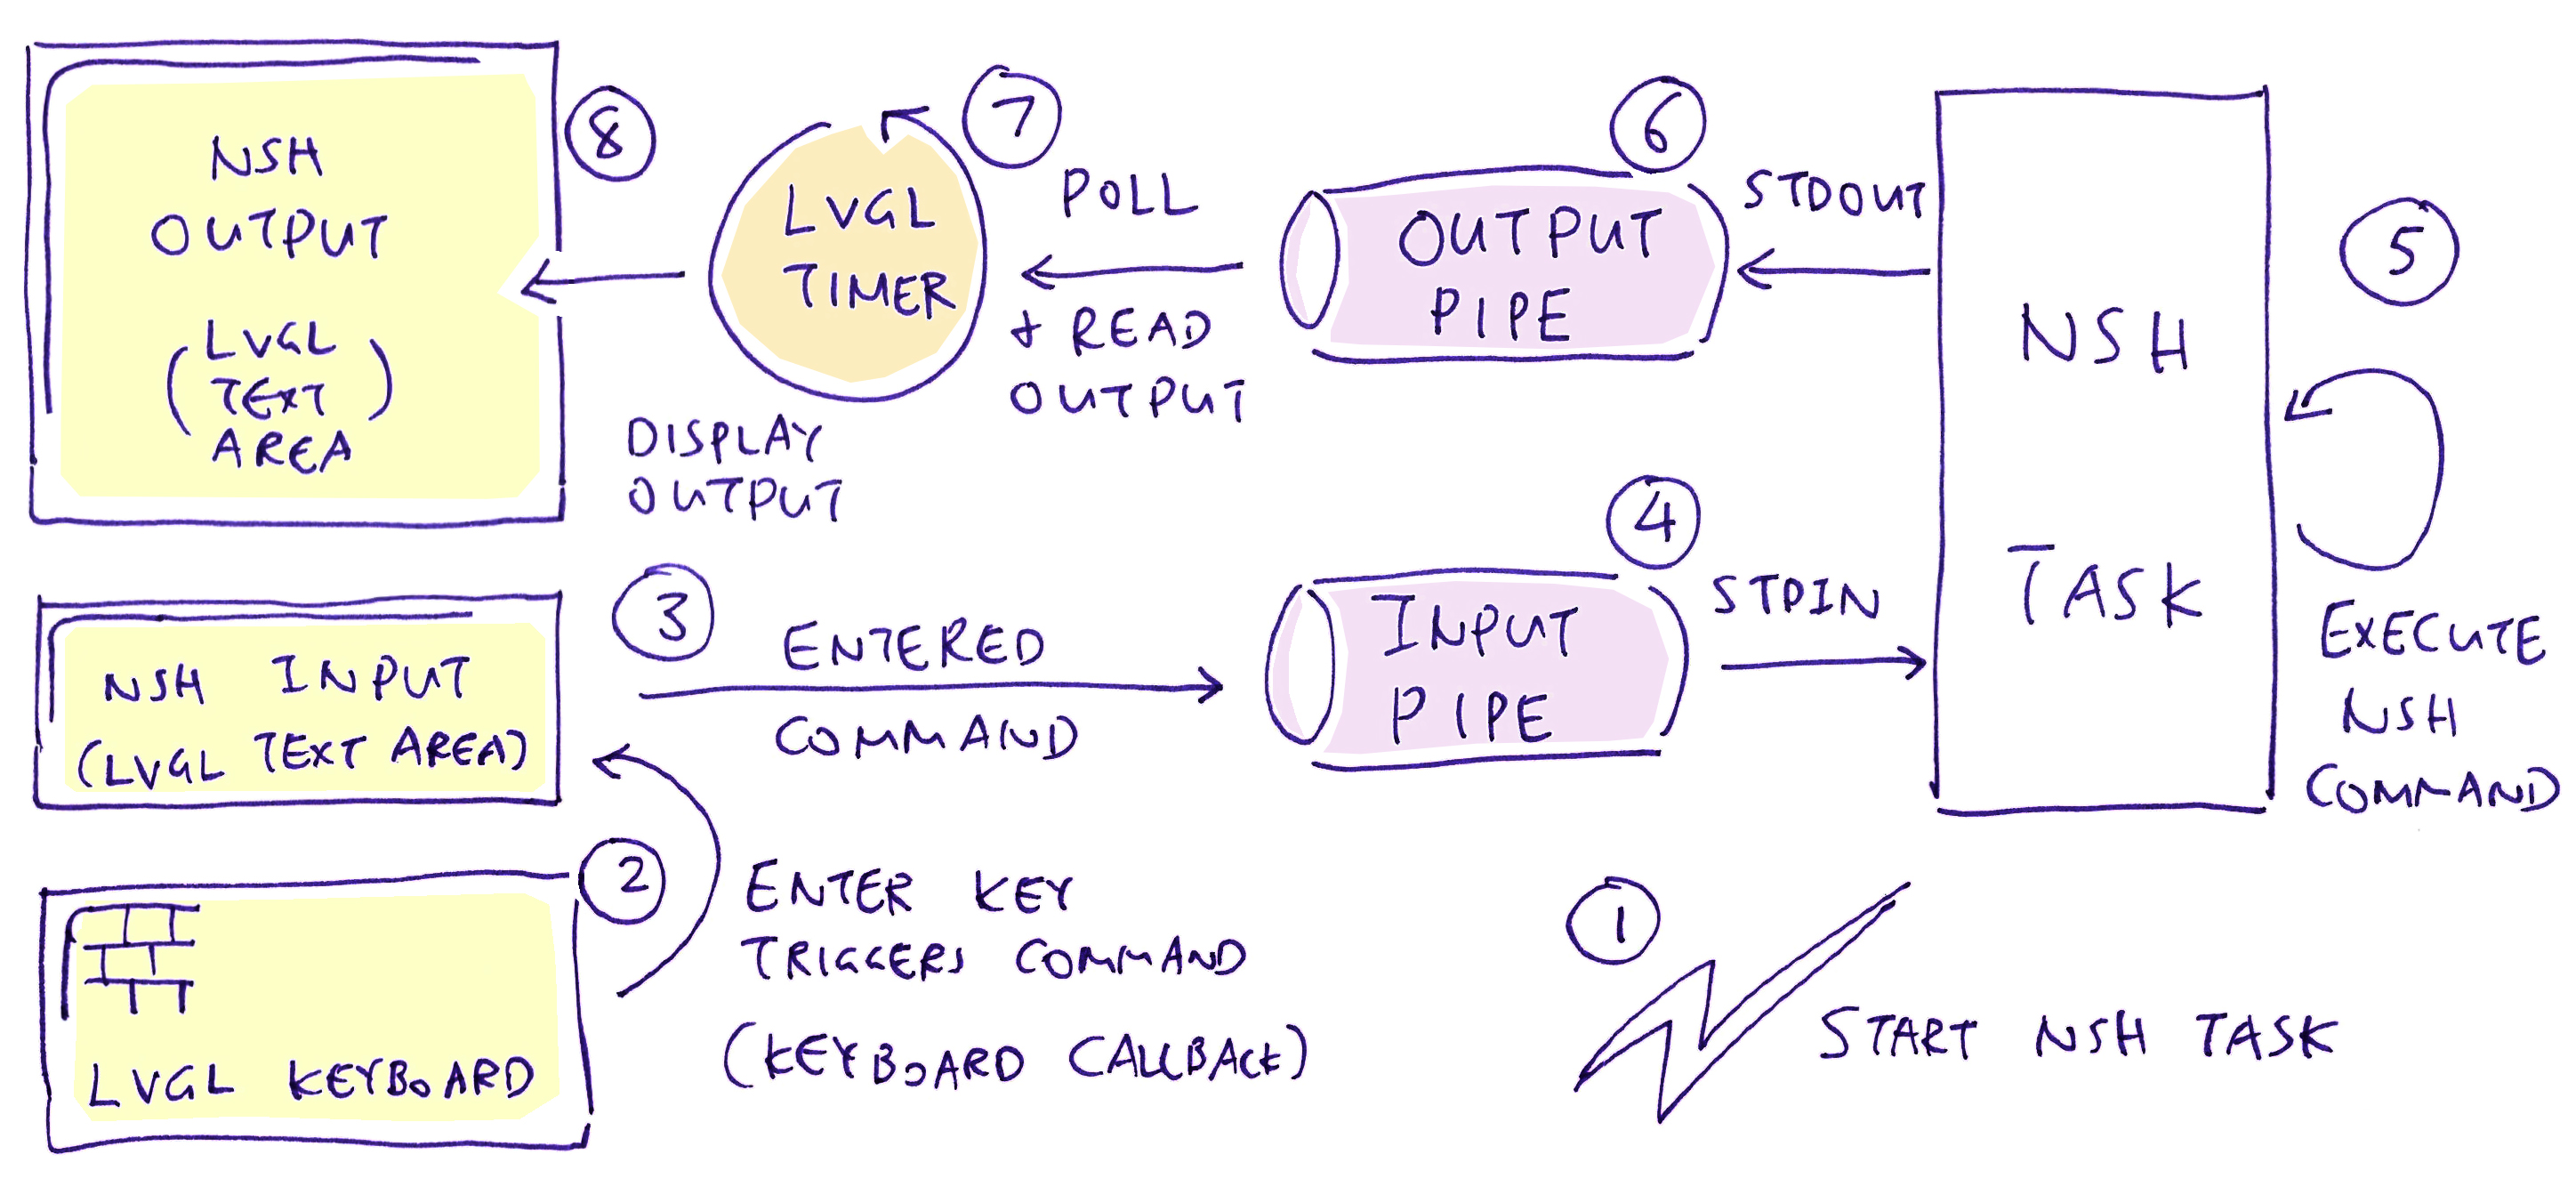 NSH
OUTPUT
(LVGL
TEXT
AREA)
8
DISPLAY
OUTPUT
LVGL
TIMER
7
POLL
+ READ
OUTPUT
6
OUTPUT
PIPE
STDOUT
NSH
TASK
5
EXECUTE
NSH
COMMAND
NSH INPUT
(LVGL TEXT AREA)
3
ENTERED
COMMAND
4
INPUT
PIPE
STDIN
LVGL KEYBOARD
2
ENTER KEY
TRIGGERS COMMAND
(KEYBOARD CALLBACK)
1
START NSH TASK